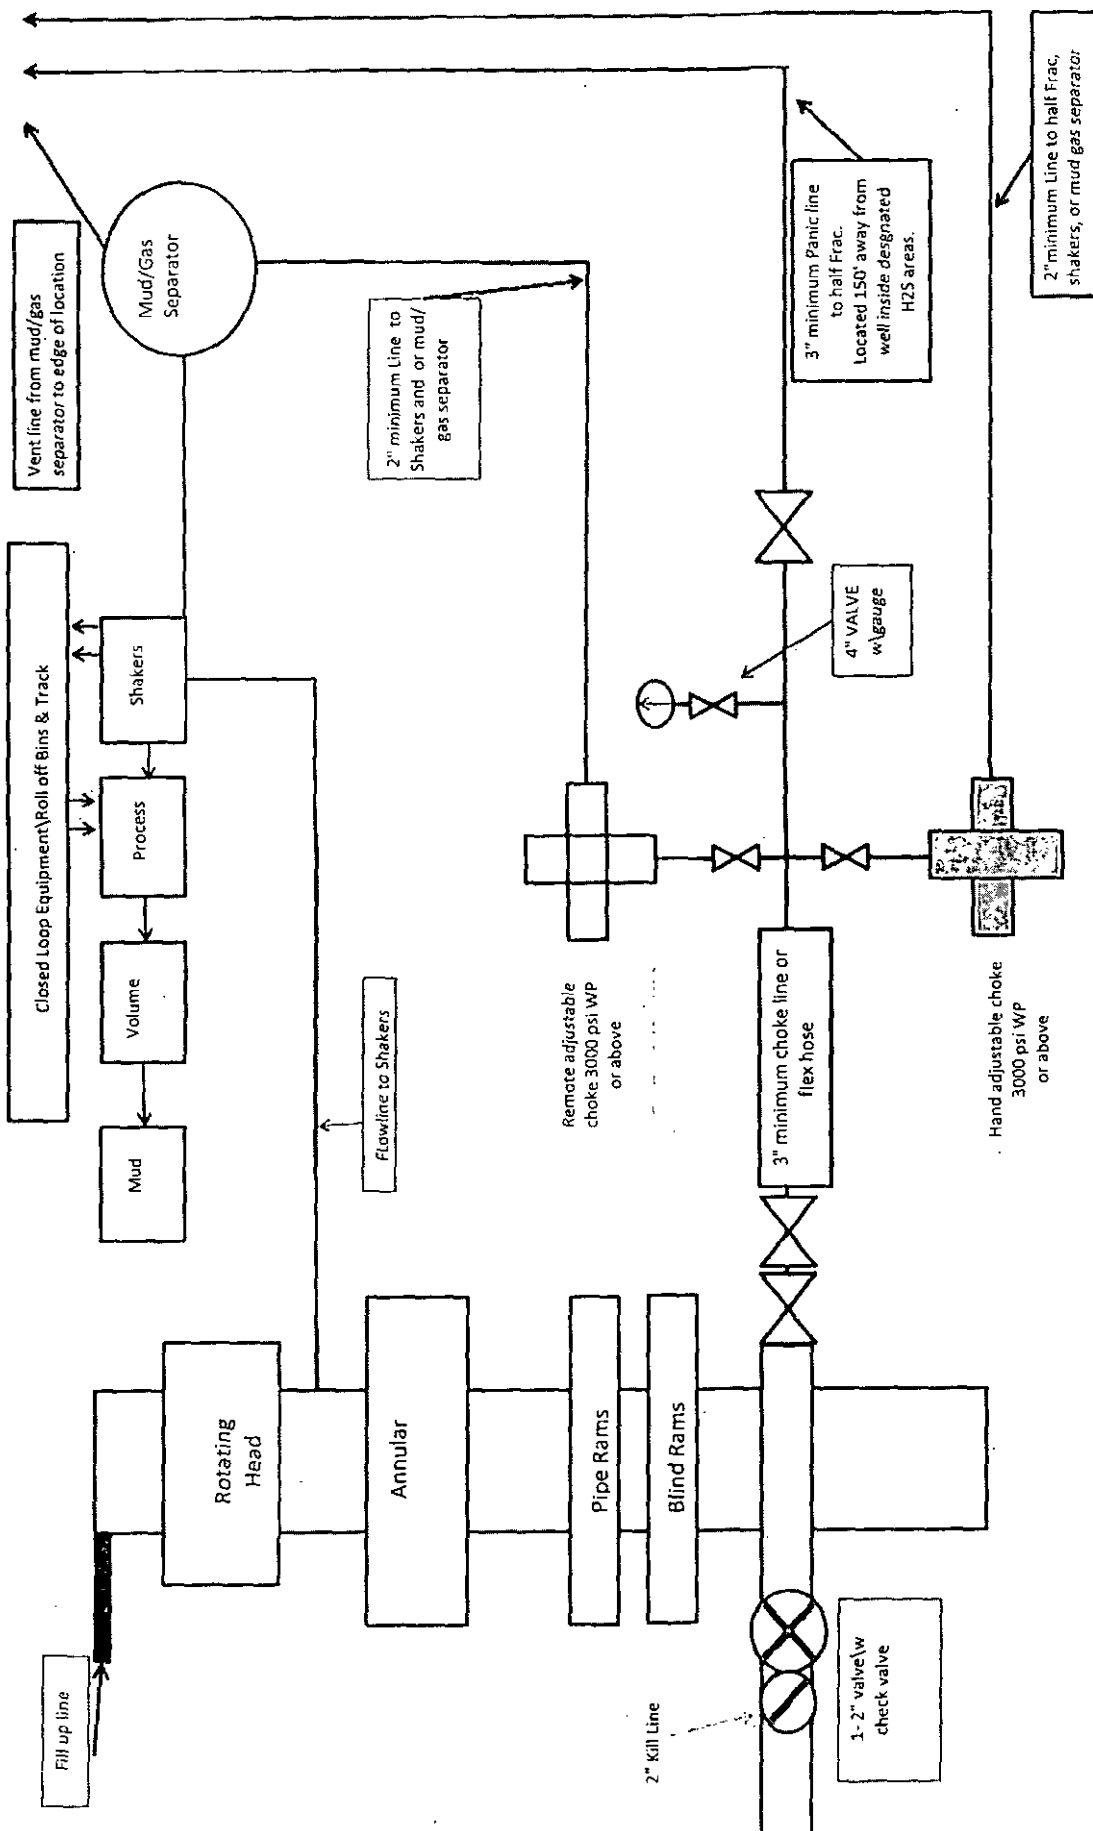 Fill up line
Rotating
Head
Annular
Pipe Rams
Blind Rams
2" Kill Line
1- 2" valve\w
check valve
Mud
Volume
Process
Shakers
Closed Loop Equipment\Roll off Bins & Track
Flowline to Shakers
Vent line from mud/gas
separator to edge of location
Mud/Gas
Separator
2" minimum Line to
Shakers and or mud/
gas separator
Remote adjustable
choke 3000 psi WP
or above
3" minimum choke line or
flex hose
4" VALVE
w\gauge
3" minimum Panic line
to half Frac.
Located 150' away from
well inside desgnated
H2S areas.
Hand adjustable choke
3000 psi WP
or above
2" minimum Line to half Frac,
shakers, or mud gas separator